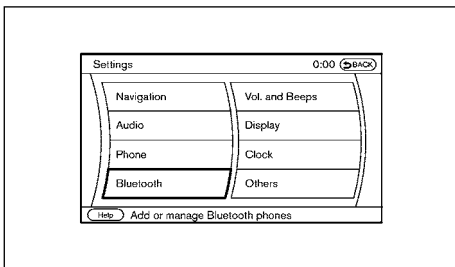 Settings 0:00 BACK
Navigation Vol. and Beeps
Audio Display
Phone Clock
Bluetooth Others
Help Add or manage Bluetooth phones